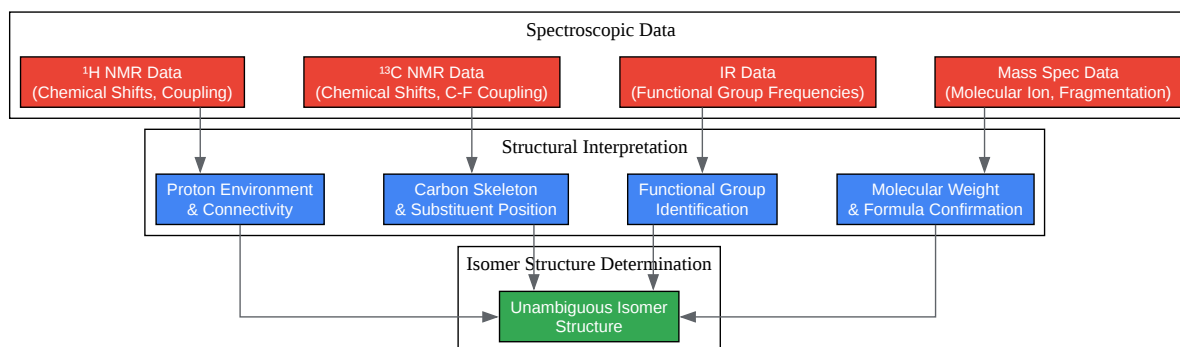 Spectroscopic Data
¹H NMR Data
(Chemical Shifts, Coupling)
¹³C NMR Data
(Chemical Shifts, C-F Coupling)
IR Data
(Functional Group Frequencies)
Mass Spec Data
(Molecular Ion, Fragmentation)
Structural Interpretation
Proton Environment
& Connectivity
Carbon Skeleton
& Substituent Position
Functional Group
Identification
Molecular Weight
& Formula Confirmation
Isomer Structure Determination
Unambiguous Isomer
Structure